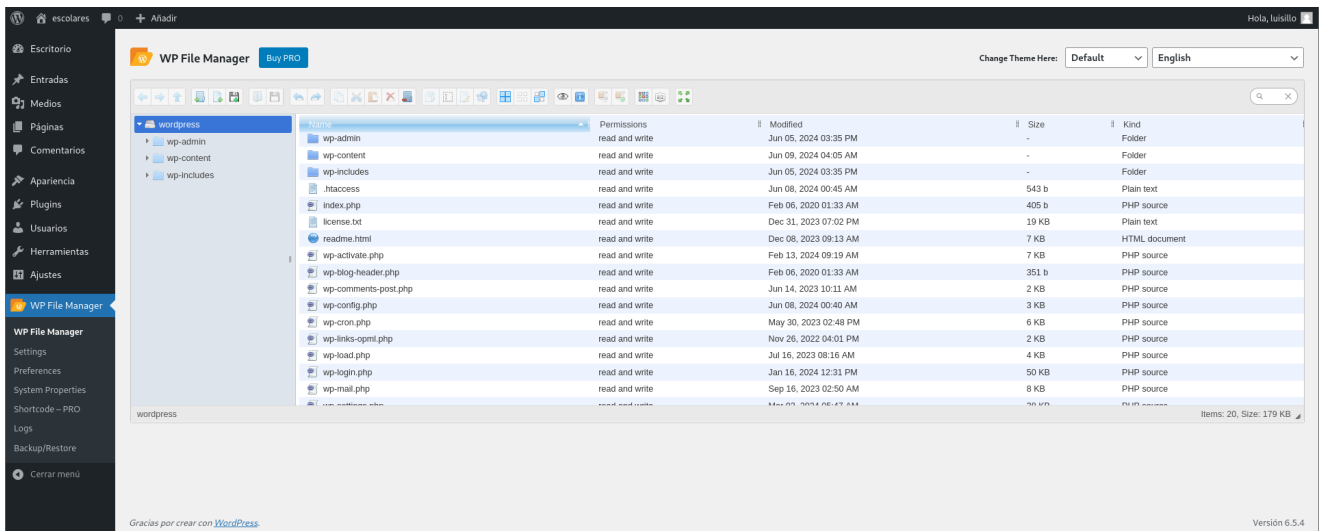 escolares 0 Añadir Hola, luisillo
Escritorio
Entradas
Medios
Páginas
Comentarios
Apariencia
Plugins
Usuarios
Herramientas
Ajustes
WP File Manager
WP File Manager
Settings
Preferences
System Properties
Shortcode – PRO
Logs
Backup/Restore
Cerrar menú
WP File Manager Buy PRO Change Theme Here: Default English
wordpress
wp-admin
wp-content
wp-includes
Name Permissions Modified Size Kind
wp-admin read and write Jun 05, 2024 03:35 PM - Folder
wp-content read and write Jun 09, 2024 04:05 AM - Folder
wp-includes read and write Jun 05, 2024 03:35 PM - Folder
.htaccess read and write Jun 08, 2024 00:45 AM 543 b Plain text
index.php read and write Feb 06, 2020 01:33 AM 405 b PHP source
license.txt read and write Dec 31, 2023 07:02 PM 19 KB Plain text
readme.html read and write Dec 08, 2023 09:13 AM 7 KB HTML document
wp-activate.php read and write Feb 13, 2024 09:19 AM 7 KB PHP source
wp-blog-header.php read and write Feb 06, 2020 01:33 AM 351 b PHP source
wp-comments-post.php read and write Jun 14, 2023 10:11 AM 2 KB PHP source
wp-config.php read and write Jun 08, 2024 00:40 AM 3 KB PHP source
wp-cron.php read and write May 30, 2023 02:48 PM 6 KB PHP source
wp-links-opml.php read and write Nov 26, 2022 04:01 PM 2 KB PHP source
wp-load.php read and write Jul 16, 2023 08:16 AM 4 KB PHP source
wp-login.php read and write Jan 16, 2024 12:31 PM 50 KB PHP source
wp-mail.php read and write Sep 16, 2023 02:50 AM 8 KB PHP source
wordpress Items: 20, Size: 179 KB
Gracias por crear con WordPress. Versión 6.5.4